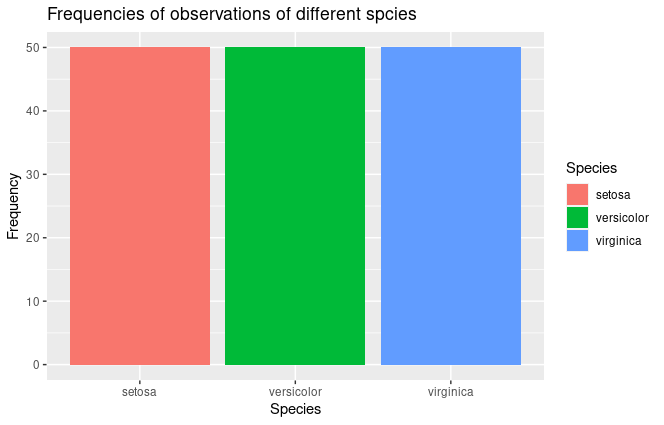 Frequencies of observations of different spcies
50
40
30
20
10
0
Frequency
setosa versicolor virginica
Species
Species
setosa
versicolor
virginica